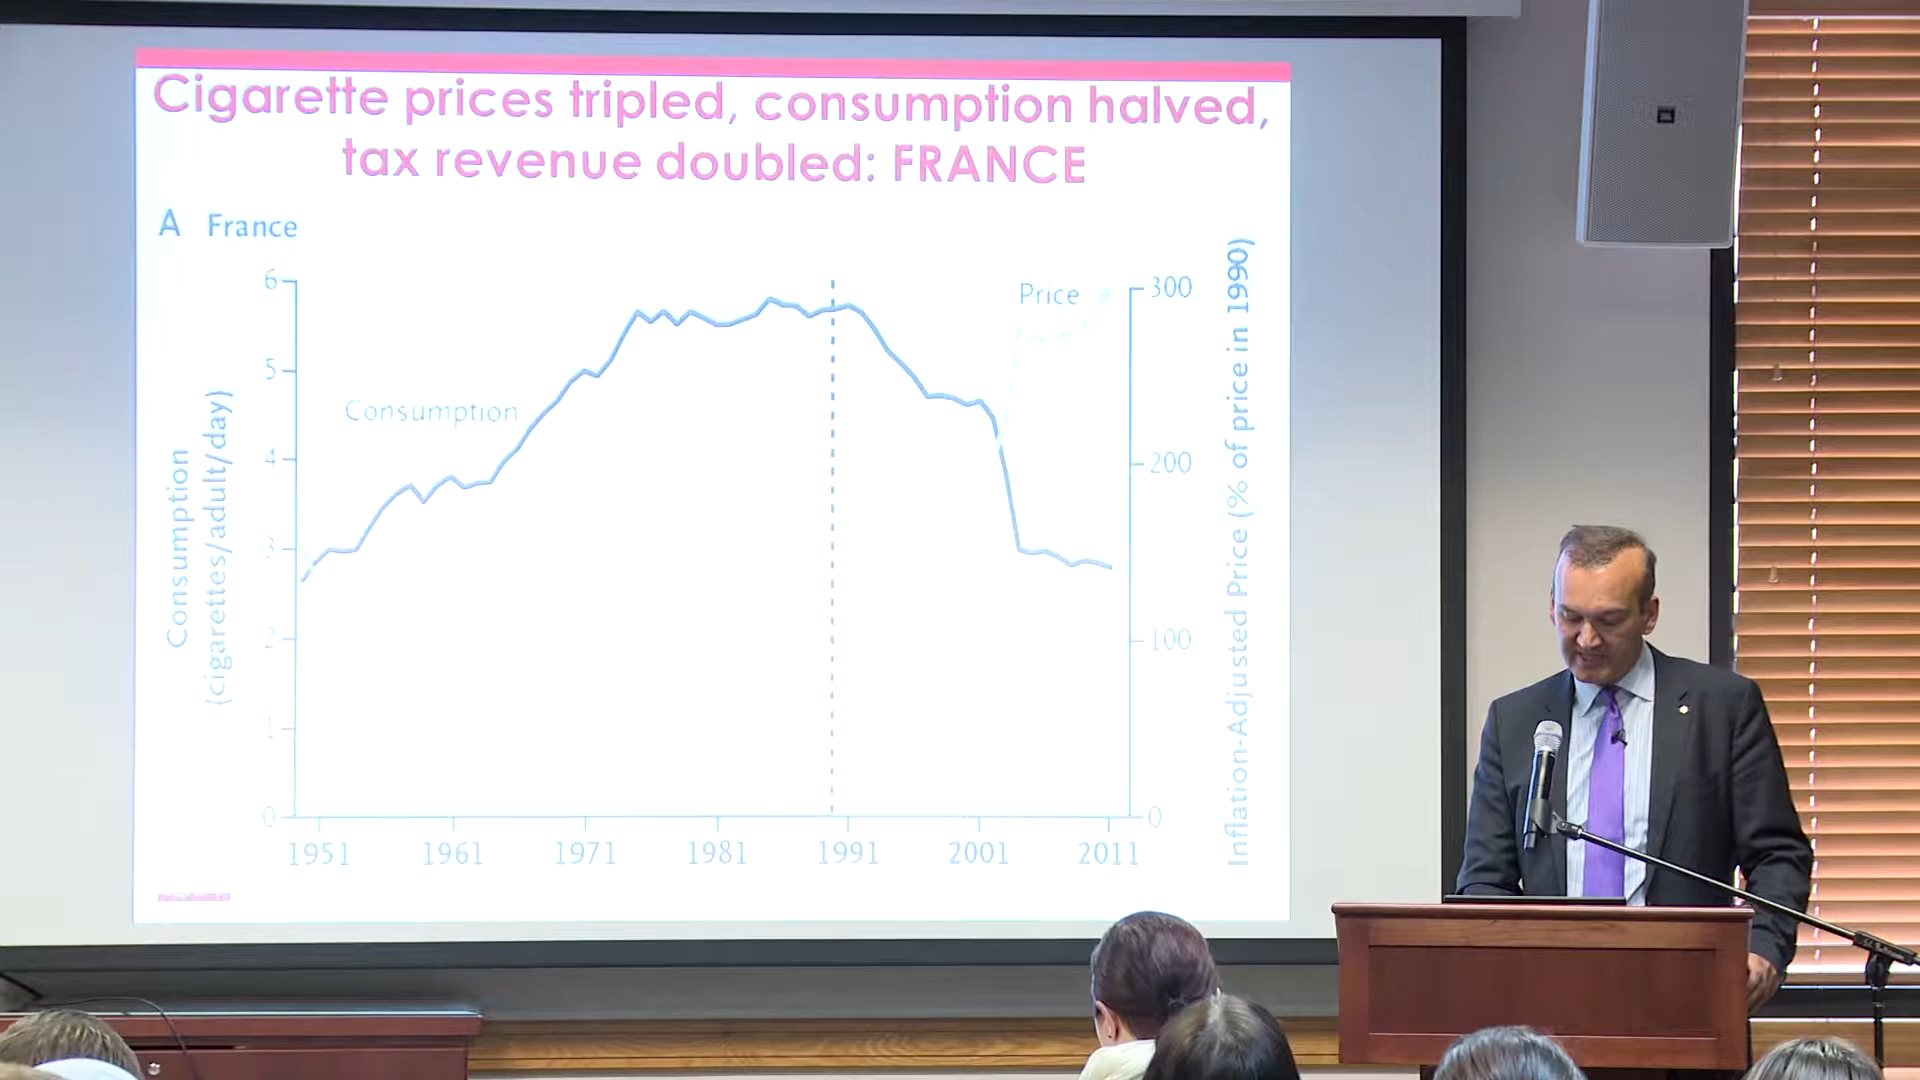 Cigarette prices tripled, consumption halved,
tax revenue doubled: FRANCE
A France
Consumption
(cigarettes/adult/day)
6
5
4
3
2
1
0
Consumption
Price
300
200
100
0
Inflation-Adjusted Price (% of price in 1990)
1951 1961 1971 1981 1991 2001 2011
JBL